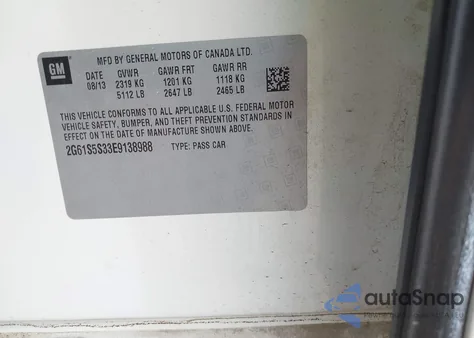 GM
MFD BY GENERAL MOTORS OF CANADA LTD.
DATE GVWR GAWR FRT GAWR RR
08/13 2319 KG 1201 KG 1118 KG
5112 LB 2647 LB 2465 LB
THIS VEHICLE CONFORMS TO ALL APPLICABLE U.S. FEDERAL MOTOR
VEHICLE SAFETY, BUMPER, AND THEFT PREVENTION STANDARDS IN
EFFECT ON THE DATE OF MANUFACTURE SHOWN ABOVE.
2G61S5S33E9138988 TYPE: PASS CAR
autoSnap